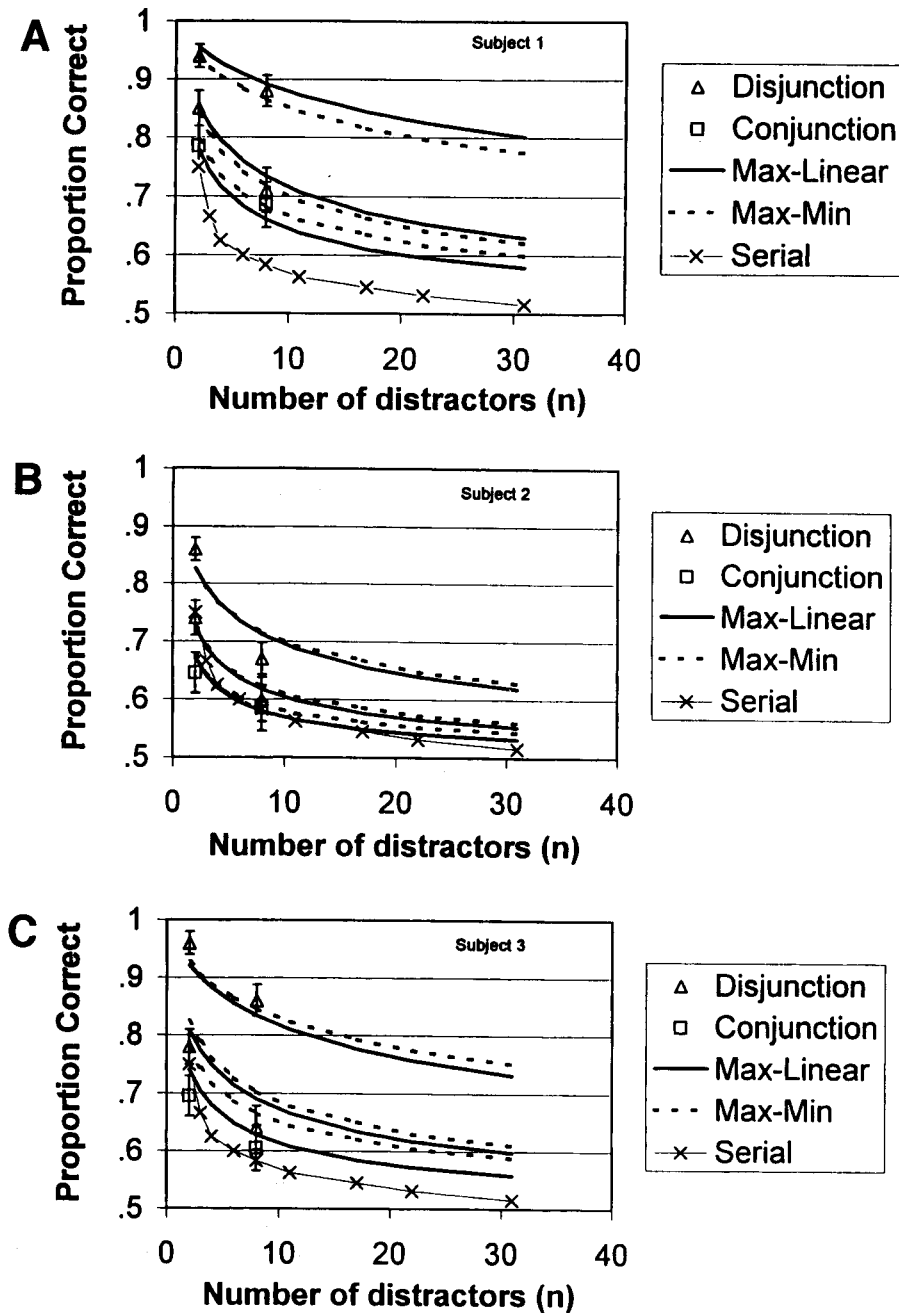 A
Subject 1
Proportion Correct
1
.9
.8
.7
.6
.5
0 10 20 30 40
Number of distractors (n)
Disjunction
Conjunction
Max-Linear
Max-Min
Serial
B
Subject 2
Proportion Correct
1
.9
.8
.7
.6
.5
0 10 20 30 40
Number of distractors (n)
Disjunction
Conjunction
Max-Linear
Max-Min
Serial
C
Subject 3
Proportion Correct
1
.9
.8
.7
.6
.5
0 10 20 30 40
Number of distractors (n)
Disjunction
Conjunction
Max-Linear
Max-Min
Serial